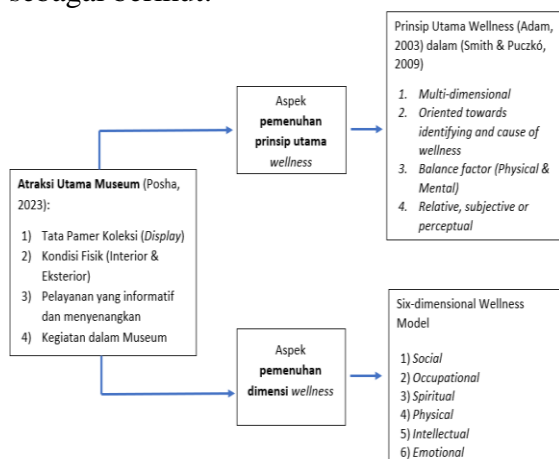 sebagai berikut:
Prinsip Utama Wellness (Adam,
2003) dalam (Smith & Puczkó,
2009)
1. Multi-dimensional
2. Oriented towards
identifying and cause of
wellness
3. Balance factor (Physical &
Mental)
4. Relative, subjective or
perceptual
Aspek
pemenuhan
prinsip utama
wellness
Atraksi Utama Museum (Posha,
2023):
1) Tata Pamer Koleksi (Display)
2) Kondisi Fisik (Interior &
Eksterior)
3) Pelayanan yang informatif
dan menyenangkan
4) Kegiatan dalam Museum
Aspek
pemenuhan
dimensi wellness
Six-dimensional Wellness
Model
1) Social
2) Occupational
3) Spiritual
4) Physical
5) Intellectual
6) Emotional